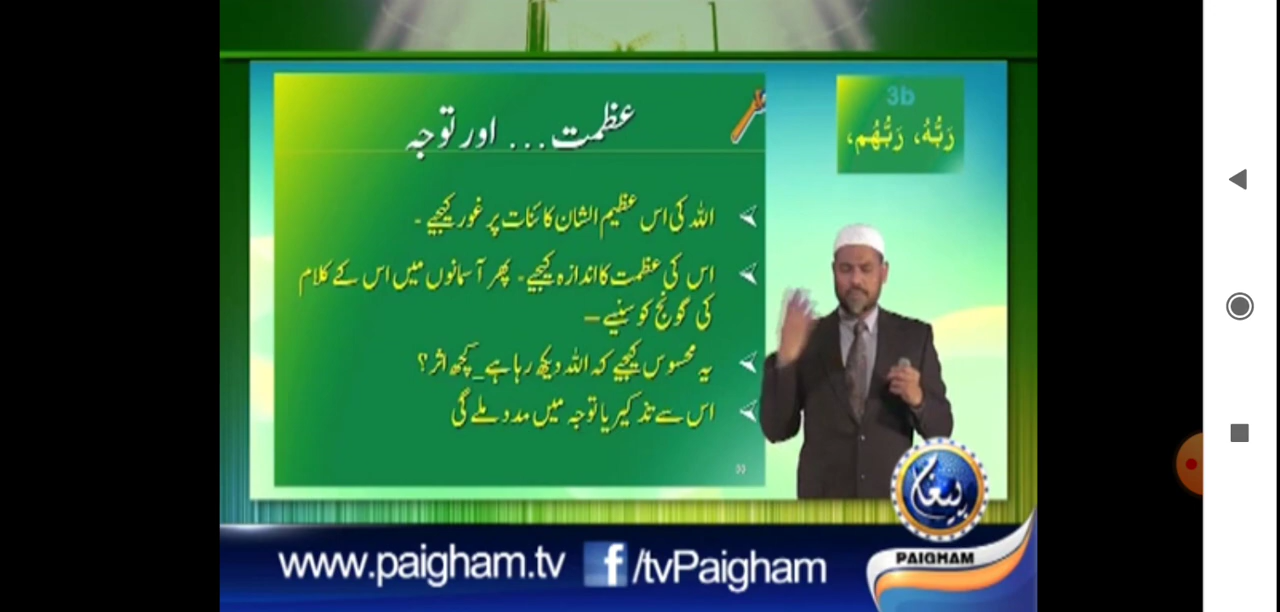 عظمت... اور توجہ
3b
رَبُّهُ، رَبُّهُم،
اللہ کی اس عظیم الشان کائنات پر غور کیجیے -
اس کی عظمت کا اندازہ کیجیے - پھر آسمانوں میں اس کے کلام
کی گونج کو سنیے –
یہ محسوس کیجیے کہ اللہ دیکھ رہا ہے _ کچھ اثر؟
اس سے تذکیر یا توجہ میں مدد ملے گی
پیغام
PAIGHAM
www.paigham.tv f /tvPaigham